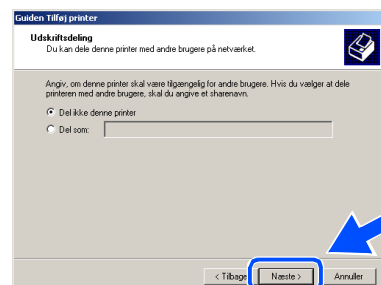 Guiden Tilføj printer
Udskriftsdeling
Du kan dele denne printer med andre brugere på netværket.
Angiv, om denne printer skal være tilgængelig for andre brugere. Hvis du vælger at dele
printeren med andre brugere, skal du angive et sharenavn.
Del ikke denne printer
Del som:
< Tilbage
Næste >
Annuller